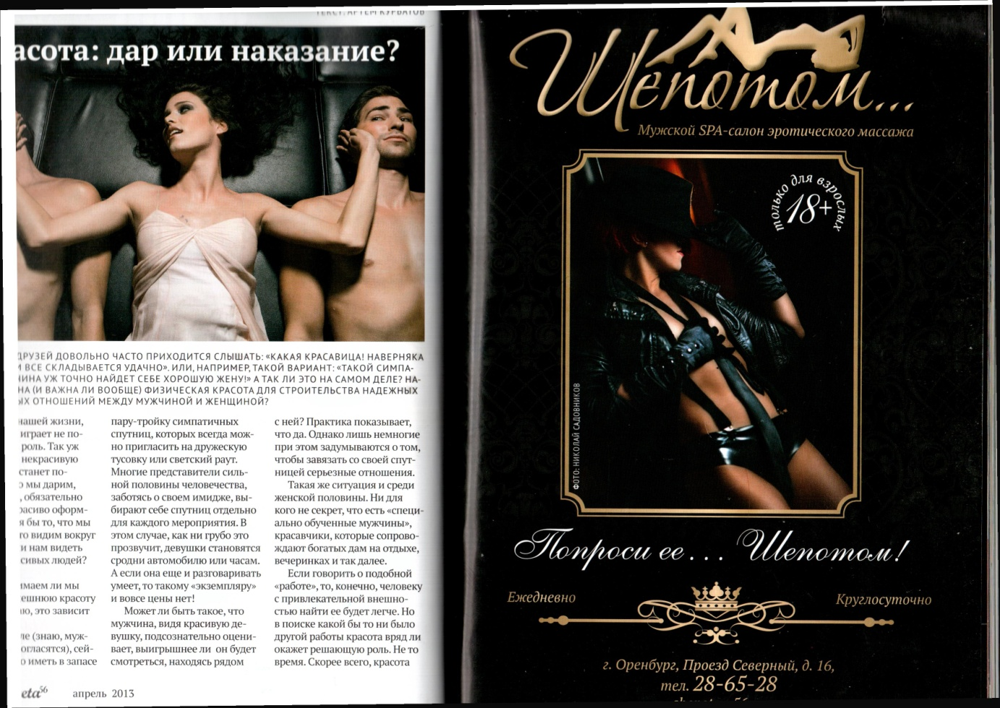 ТЕКСТ: АРТЕМ КУРБАТОВ
асота: дар или наказание?
ДРУЗЕЙ ДОВОЛЬНО ЧАСТО ПРИХОДИТСЯ СЛЫШАТЬ: «КАКАЯ КРАСАВИЦА! НАВЕРНЯКА
И ВСЕ СКЛАДЫВАЕТСЯ УДАЧНО». ИЛИ, НАПРИМЕР, ТАКОЙ ВАРИАНТ: «ТАКОЙ СИМПА-
ЧИНА УЖ ТОЧНО НАЙДЕТ СЕБЕ ХОРОШУЮ ЖЕНУ!» А ТАК ЛИ ЭТО НА САМОМ ДЕЛЕ? НА-
НА (И ВАЖНА ЛИ ВООБЩЕ) ФИЗИЧЕСКАЯ КРАСОТА ДЛЯ СТРОИТЕЛЬСТВА НАДЕЖНЫХ
ЫХ ОТНОШЕНИЙ МЕЖДУ МУЖЧИНОЙ И ЖЕНЩИНОЙ?
нашей жизни,
играет не по-
роль. Так уж
некрасивую
станет по-
о мы дарим,
, обязательно
расиво оформ-
я бы то, что мы
го видим вокруг
и нам видеть
сивых людей?
имаем ли мы
ешнюю красоту
ю, это зависит
ле (знаю, муж-
огласятся), сей-
о иметь в запасе
пару-тройку симпатичных
спутниц, которых всегда мож-
но пригласить на дружескую
тусовку или светский раут.
Многие представители силь-
ной половины человечества,
заботясь о своем имидже, вы-
бирают себе спутниц отдельно
для каждого мероприятия. В
этом случае, как ни грубо это
прозвучит, девушки становятся
сродни автомобилю или часам.
А если она еще и разговаривать
умеет, то такому «экземпляру»
и вовсе цены нет!
Может ли быть такое, что
мужчина, видя красивую де-
вушку, подсознательно оцени-
вает, выигрышнее ли он будет
смотреться, находясь рядом
с ней? Практика показывает,
что да. Однако лишь немногие
при этом задумываются о том,
чтобы завязать со своей спут-
ницей серьезные отношения.
Такая же ситуация и среди
женской половины. Ни для
кого не секрет, что есть «специ-
ально обученные мужчины»,
красавчики, которые сопрово-
ждают богатых дам на отдыхе,
вечеринках и так далее.
Если говорить о подобной
«работе», то, конечно, человеку
с привлекательной внешно-
стью найти ее будет легче. Но
в поиске какой бы то ни было
другой работы красота вряд ли
окажет решающую роль. Не то
время. Скорее всего, красота
eta56 апрель 2013
Шепотом...
Мужской SPA-салон эротического массажа
только для взрослых
18+
ФОТО: НИКОЛАЙ САДОВНИКОВ
Попроси ее... Шепотом!
Ежедневно
Круглосуточно
г. Оренбург, Проезд Северный, д. 16,
тел. 28-65-28